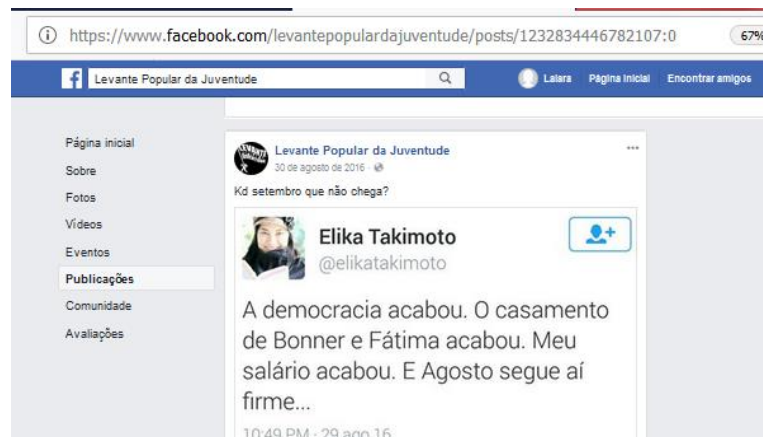 https://www.facebook.com/levantepopulardajuventude/posts/1232834446782107:0 67%
Levante Popular da Juventude Laiara Página inicial Encontrar amigos
Página inicial
Sobre
Fotos
Vídeos
Eventos
Publicações
Comunidade
Avaliações
Levante Popular da Juventude
30 de agosto de 2016
Kd setembro que não chega?
Elika Takimoto
@elikatakimoto
A democracia acabou. O casamento
de Bonner e Fátima acabou. Meu
salário acabou. E Agosto segue aí
firme...
10:49 PM · 29 ago 16